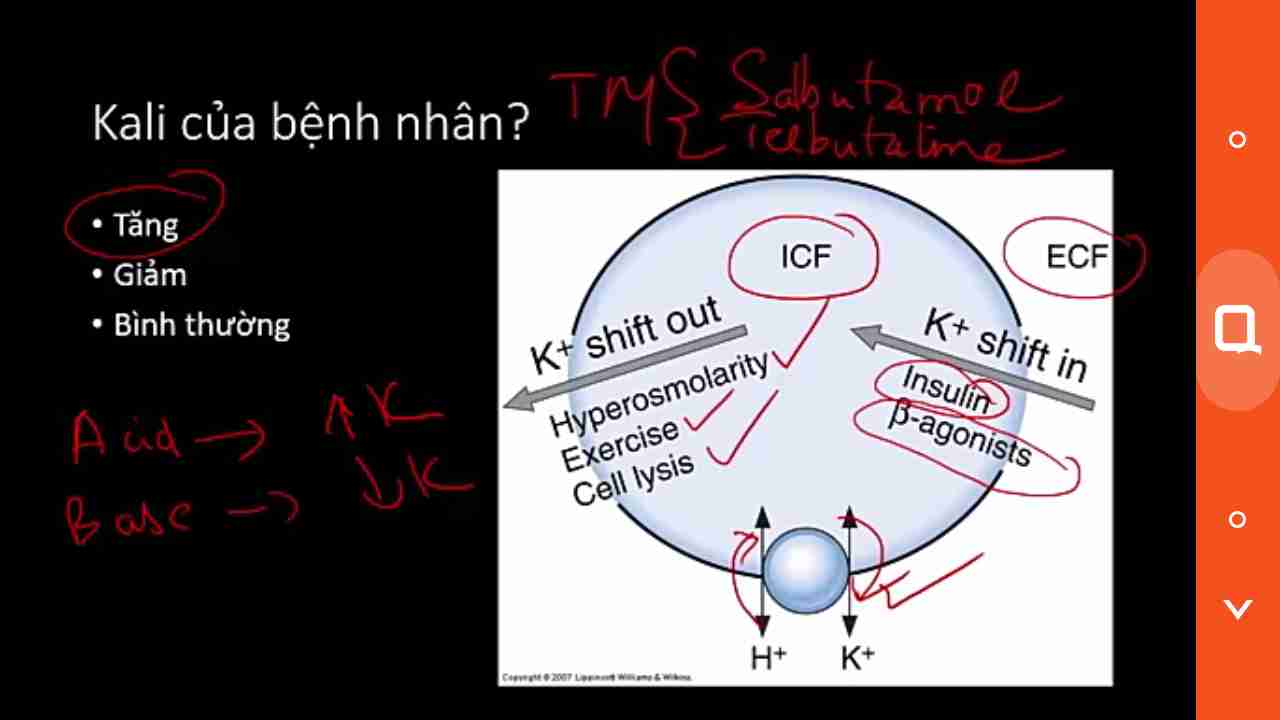 TM { Salbutamol
Terbutaline
Kali của bệnh nhân?
• Tăng
• Giảm
• Bình thường
Acid → ↑ K
Base → ↓ K
ICF
ECF
K+ shift out
Hyperosmolarity
Exercise
Cell lysis
K+ shift in
Insulin
β-agonists
H+
K+
Copyright © 2007 Lippincott Williams & Wilkins.